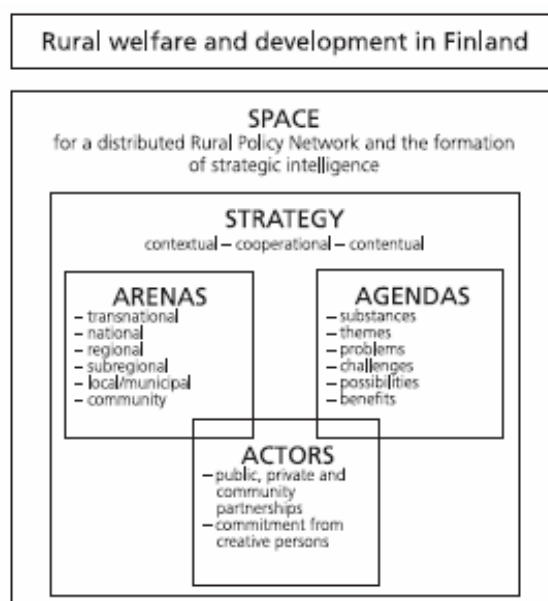 Rural welfare and development in Finland
SPACE
for a distributed Rural Policy Network and the formation
of strategic intelligence
STRATEGY
contextual – cooperational – contentual
ARENAS
– transnational
– national
– regional
– subregional
– local/municipal
– community
AGENDAS
– substances
– themes
– problems
– challenges
– possibilities
– benefits
ACTORS
– public, private and
community
partnerships
– commitment from
creative persons